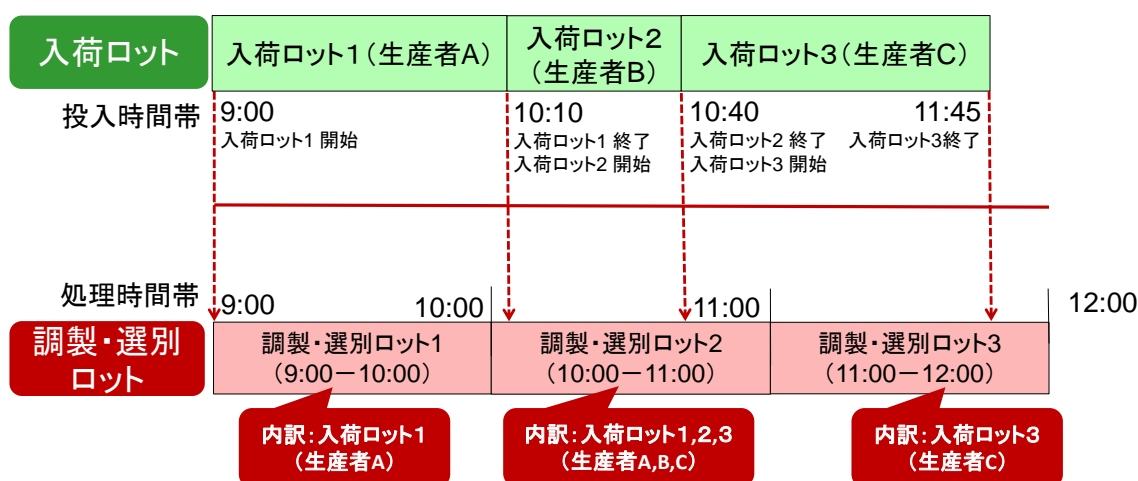 入荷ロット
入荷ロット1（生産者A）
入荷ロット2
（生産者B）
入荷ロット3（生産者C）
投入時間帯
9:00
入荷ロット1 開始
10:10
入荷ロット1 終了
入荷ロット2 開始
10:40
入荷ロット2 終了
入荷ロット3 開始
11:45
入荷ロット3終了
処理時間帯
9:00
10:00
11:00
12:00
調製・選別
ロット
調製・選別ロット1
（9:00－10:00）
調製・選別ロット2
（10:00－11:00）
調製・選別ロット3
（11:00－12:00）
内訳：入荷ロット1
（生産者A）
内訳：入荷ロット1,2,3
（生産者A,B,C）
内訳：入荷ロット3
（生産者C）